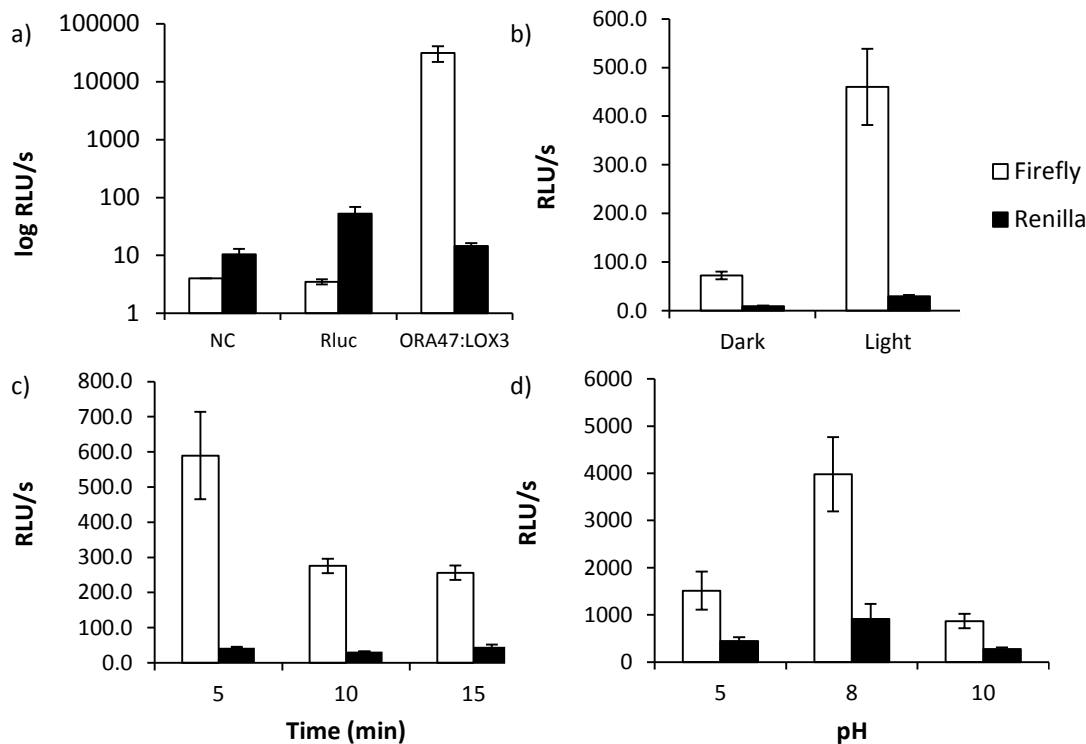 a)
100000
10000
1000
100
10
1
log RLU/s
NC
Rluc
ORA47:LOX3
b)
600.0
500.0
400.0
300.0
200.0
100.0
0.0
RLU/s
Dark
Light
Firefly
Renilla
c)
800.0
700.0
600.0
500.0
400.0
300.0
200.0
100.0
0.0
RLU/s
5
10
15
Time (min)
d)
6000
5000
4000
3000
2000
1000
0
RLU/s
5
8
10
pH